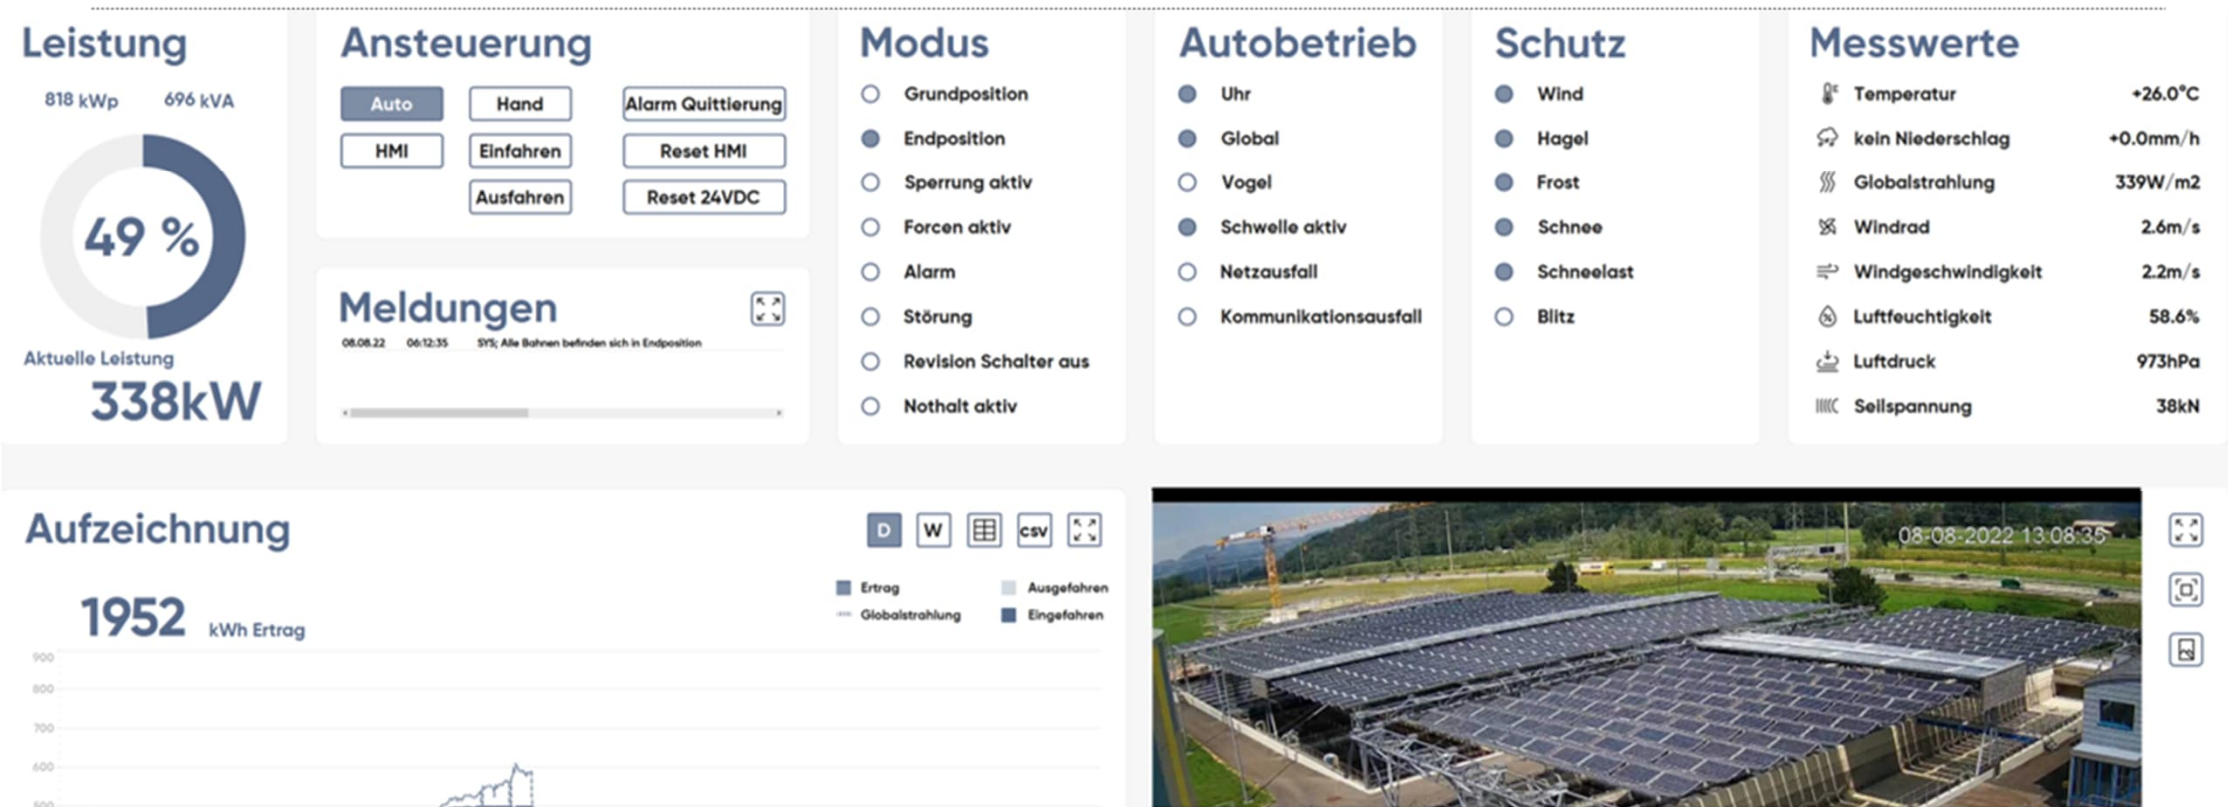 Leistung
818 kWp 696 kVA
49 %
Aktuelle Leistung
338kW
Ansteuerung
Auto Hand Alarm Quittierung
HMI Einfahren Reset HMI
Ausfahren Reset 24VDC
Meldungen
08.08.22 06:12:35 SYS; Alle Bahnen befinden sich in Endposition
Modus
Grundposition
Endposition
Sperrung aktiv
Forcen aktiv
Alarm
Störung
Revision Schalter aus
Nothalt aktiv
Autobetrieb
Uhr
Global
Vogel
Schwelle aktiv
Netzausfall
Kommunikationsausfall
Schutz
Wind
Hagel
Frost
Schnee
Schneelast
Blitz
Messwerte
Temperatur +26.0°C
kein Niederschlag +0.0mm/h
Globalstrahlung 339W/m2
Windrad 2.6m/s
Windgeschwindigkeit 2.2m/s
Luftfeuchtigkeit 58.6%
Luftdruck 973hPa
Seilspannung 38kN
Aufzeichnung
D W csv
Ertrag Ausgefahren
Globalstrahlung Eingefahren
1952 kWh Ertrag
900
800
700
600
500
08-08-2022 13:08:35